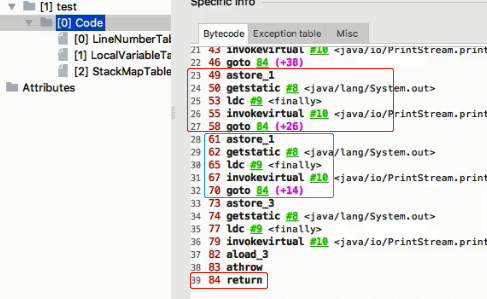 Specific info
[1] test
[0] Code
[0] LineNumberTab
[1] LocalVariableTa
[2] StackMapTable
Attributes
Bytecode Exception table Misc
21 43 invokevirtual #10 <java/io/PrintStream.print
22 46 goto 84 (+38)
23 49 astore_1
24 50 getstatic #8 <java/lang/System.out>
25 53 ldc #9 <finally>
26 55 invokevirtual #10 <java/io/PrintStream.print
27 58 goto 84 (+26)
28 61 astore_1
29 62 getstatic #8 <java/lang/System.out>
30 65 ldc #9 <finally>
31 67 invokevirtual #10 <java/io/PrintStream.print
32 70 goto 84 (+14)
33 73 astore_3
34 74 getstatic #8 <java/lang/System.out>
35 77 ldc #9 <finally>
36 79 invokevirtual #10 <java/io/PrintStream.print
37 82 aload_3
38 83 athrow
39 84 return